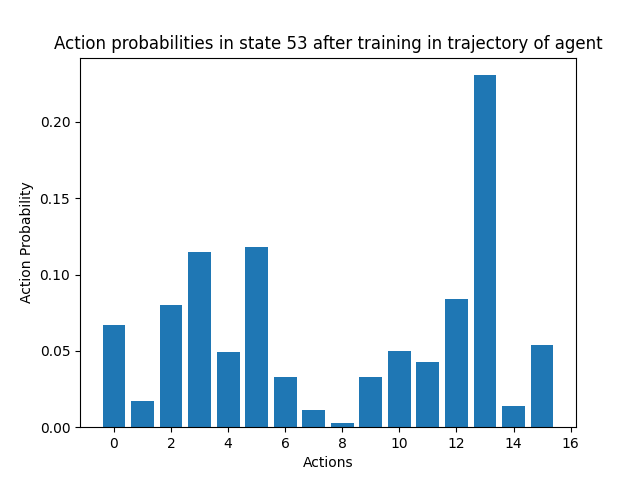 Action probabilities in state 53 after training in trajectory of agent
Action Probability
0.20
0.15
0.10
0.05
0.00
0 2 4 6 8 10 12 14 16
Actions